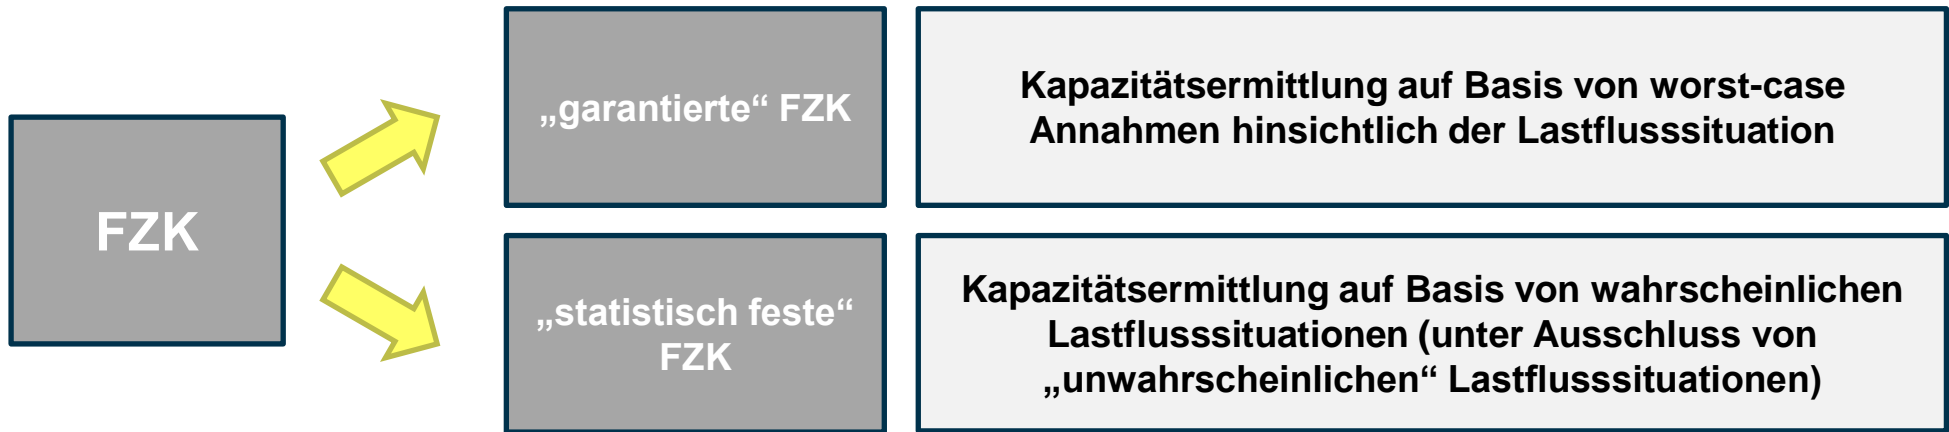 FZK
„garantierte“ FZK
Kapazitätsermittlung auf Basis von worst-case
Annahmen hinsichtlich der Lastflusssituation
„statistisch feste“
FZK
Kapazitätsermittlung auf Basis von wahrscheinlichen
Lastflusssituationen (unter Ausschluss von
„unwahrscheinlichen“ Lastflusssituationen)